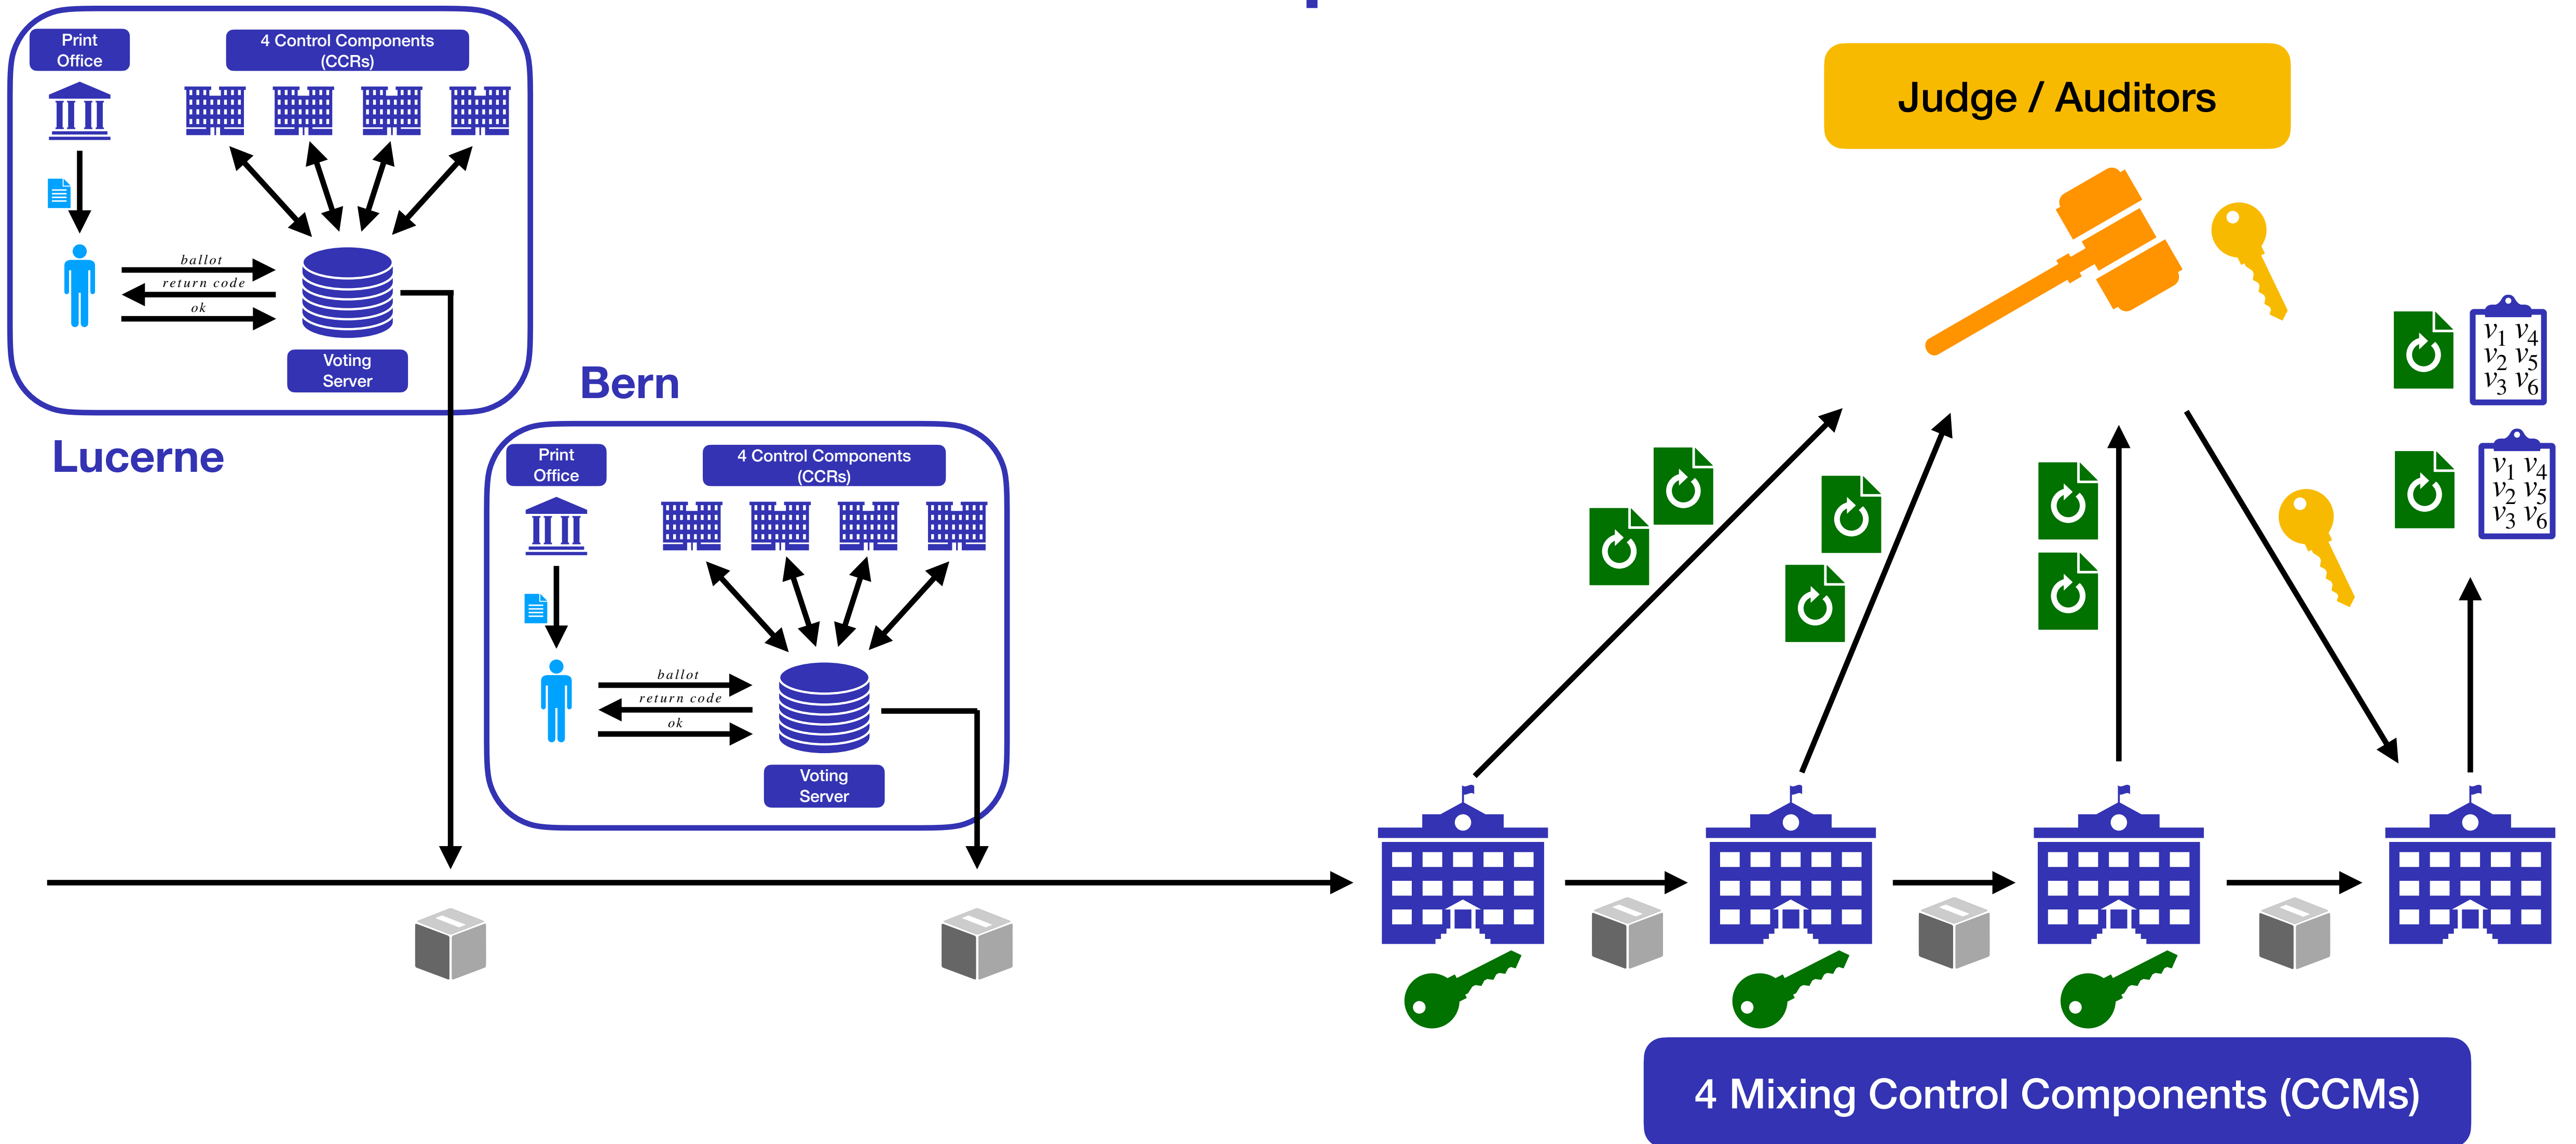 Print
Office
4 Control Components
(CCRs)
ballot
return code
ok
Voting
Server
Lucerne
Bern
Print
Office
4 Control Components
(CCRs)
ballot
return code
ok
Voting
Server
Judge / Auditors
v1 v4
v2 v5
v3 v6
v1 v4
v2 v5
v3 v6
4 Mixing Control Components (CCMs)